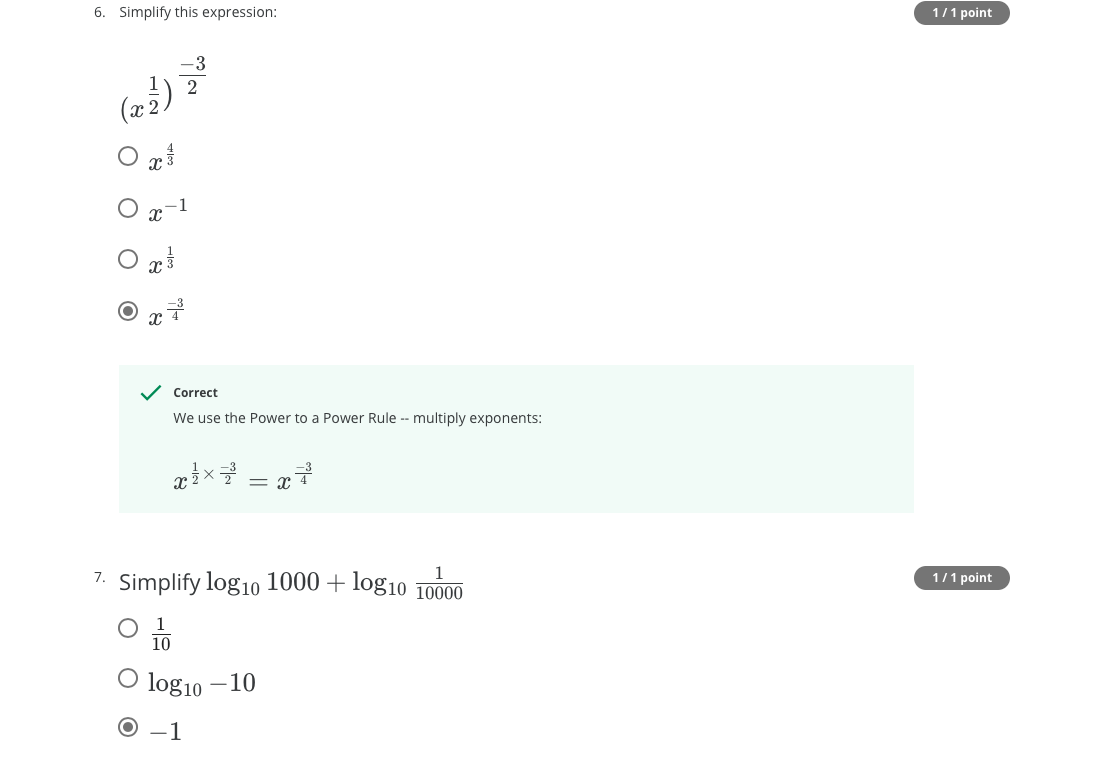 6. Simplify this expression: 1 / 1 point
(x^{\frac{1}{2}})^{\frac{-3}{2}}
x^{\frac{4}{3}}
x^{-1}
x^{\frac{1}{3}}
x^{\frac{-3}{4}}
Correct
We use the Power to a Power Rule -- multiply exponents:
x^{\frac{1}{2} \times \frac{-3}{2}} = x^{\frac{-3}{4}}
7. Simplify \log_{10} 1000 + \log_{10} \frac{1}{10000} 1 / 1 point
\frac{1}{10}
\log_{10} -10
-1